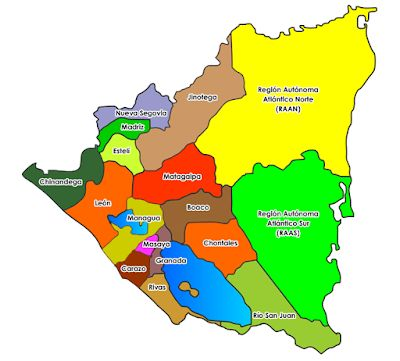 Región Autónoma
Atlántico Norte
(RAAN)
Jinotega
Nueva Segovia
Madriz
Estelí
Chinandega
Matagalpa
León
Boaco
Managua
Región Autónoma
Atlántico Sur
(RAAS)
Masaya
Chontales
Granada
Carazo
Rivas
Río San Juan